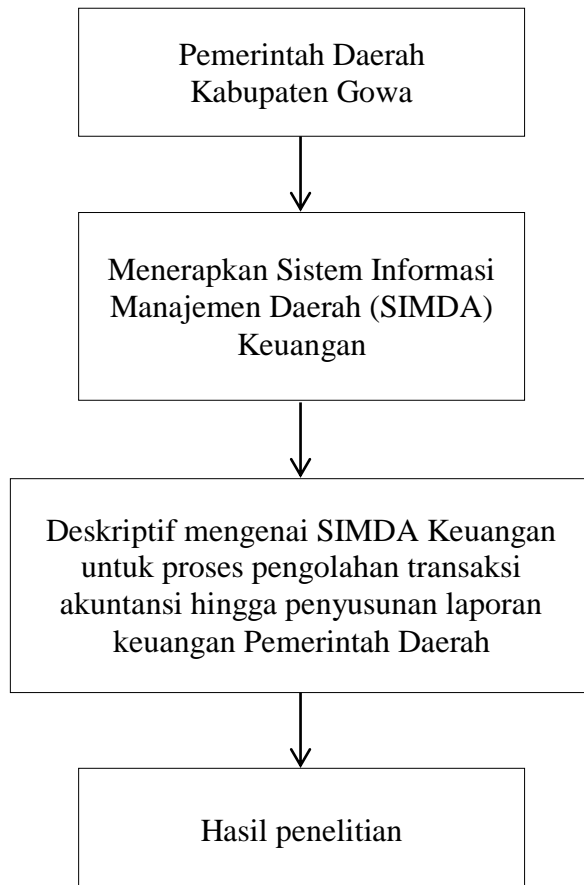 Pemerintah Daerah
Kabupaten Gowa
Menerapkan Sistem Informasi
Manajemen Daerah (SIMDA)
Keuangan
Deskriptif mengenai SIMDA Keuangan
untuk proses pengolahan transaksi
akuntansi hingga penyusunan laporan
keuangan Pemerintah Daerah
Hasil penelitian